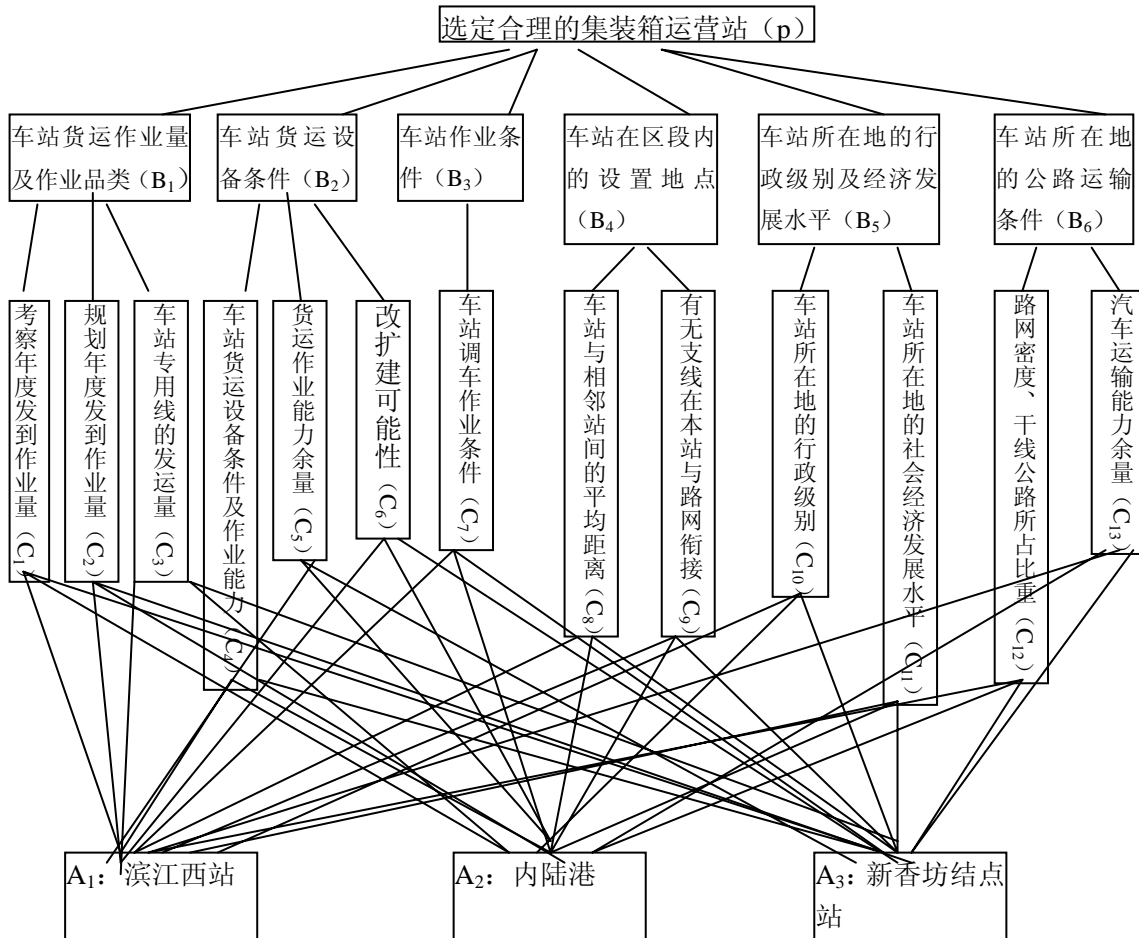 选定合理的集装箱运营站（p）
车站货运作业量
及作业品类（B₁）
车站货运设
备条件（B₂）
车站作业条
件（B₃）
车站在区段内
的设置地点
（B₄）
车站所在地的行
政级别及经济发
展水平（B₅）
车站所在地
的公路运输
条件（B₆）
考察年度发到作业量（C₁）
规划年度发到作业量（C₂）
车站专用线的发运量（C₃）
车站货运设备条件及作业能力（C₄）
货运作业能力余量（C₅）
改扩建可能性（C₆）
车站调车作业条件（C₇）
车站与相邻站间的平均距离（C₈）
有无支线在本站与路网衔接（C₉）
车站所在地的行政级别（C₁₀）
车站所在地的社会经济发展水平（C₁₁）
路网密度、干线公路所占比重（C₁₂）
汽车运输能力余量（C₁₃）
A₁：滨江西站
A₂：内陆港
A₃：新香坊结点
站